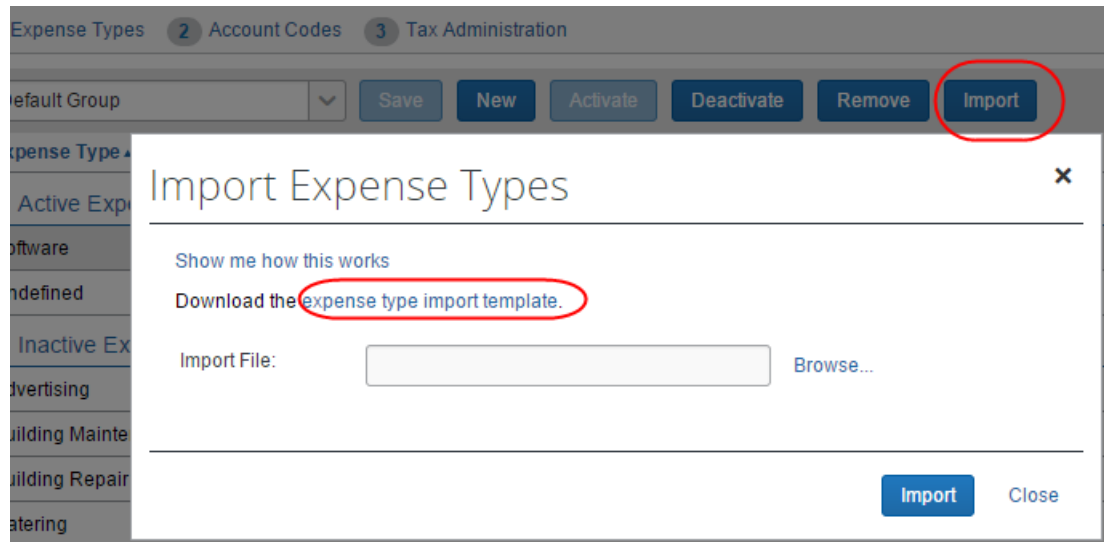 Expense Types 2 Account Codes 3 Tax Administration
Default Group Save New Activate Deactivate Remove Import
Expense Type
Import Expense Types ×
Active Expe
oftware
Show me how this works
ndefined
Download the expense type import template.
Inactive Ex
Import File: Browse...
dvertising
uilding Mainte
uilding Repair
Import Close
atering